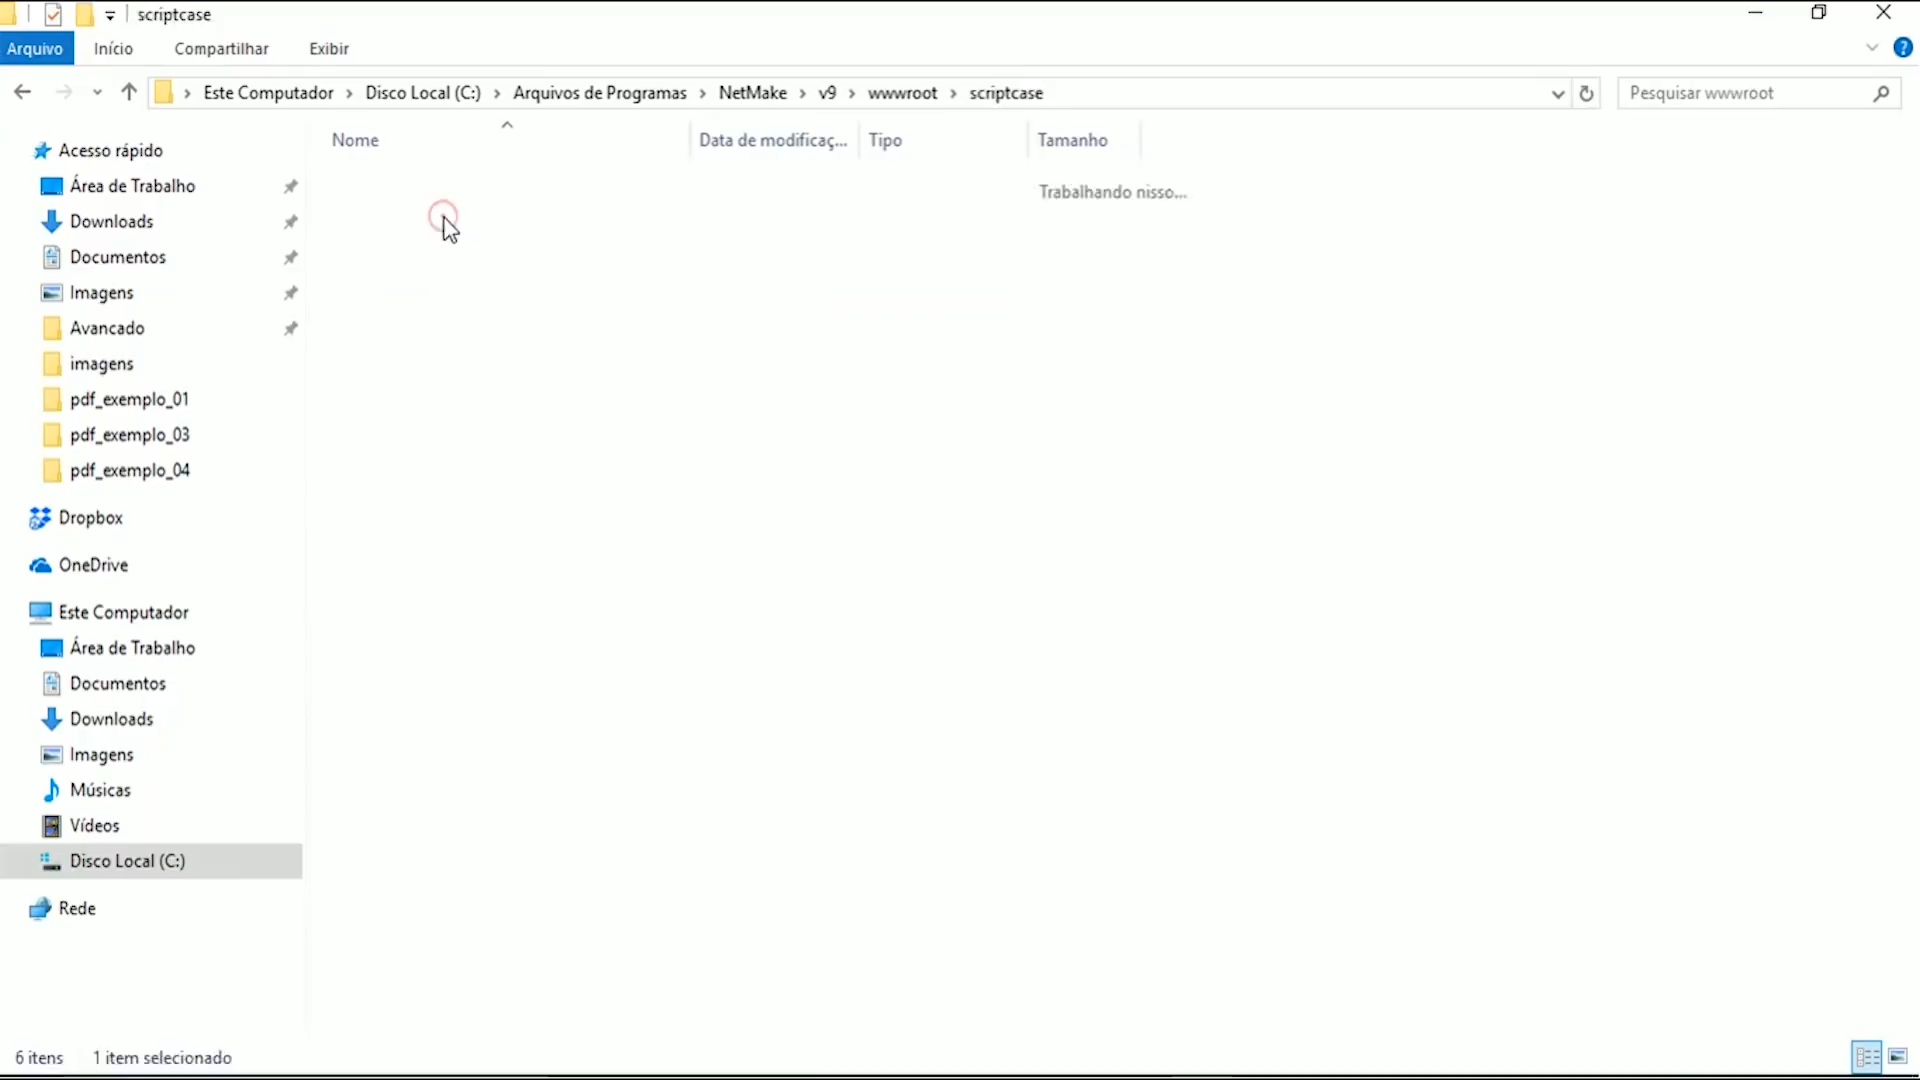 scriptcase
Arquivo Início Compartilhar Exibir
Este Computador Disco Local (C:) Arquivos de Programas NetMake v9 wwwroot scriptcase
Pesquisar wwwroot
Nome Data de modificaç... Tipo Tamanho
Trabalhando nisso...
Acesso rápido
Área de Trabalho
Downloads
Documentos
Imagens
Avancado
imagens
pdf_exemplo_01
pdf_exemplo_03
pdf_exemplo_04
Dropbox
OneDrive
Este Computador
Área de Trabalho
Documentos
Downloads
Imagens
Músicas
Vídeos
Disco Local (C:)
Rede
6 itens 1 item selecionado